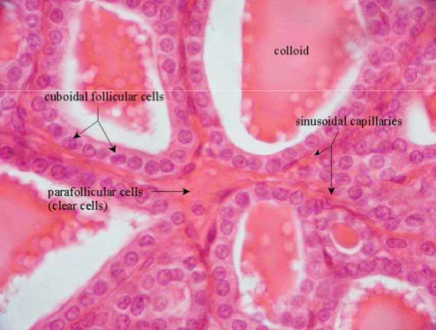 colloid
cuboidal follicular cells
sinusoidal capillaries
parafollicular cells
(clear cells)